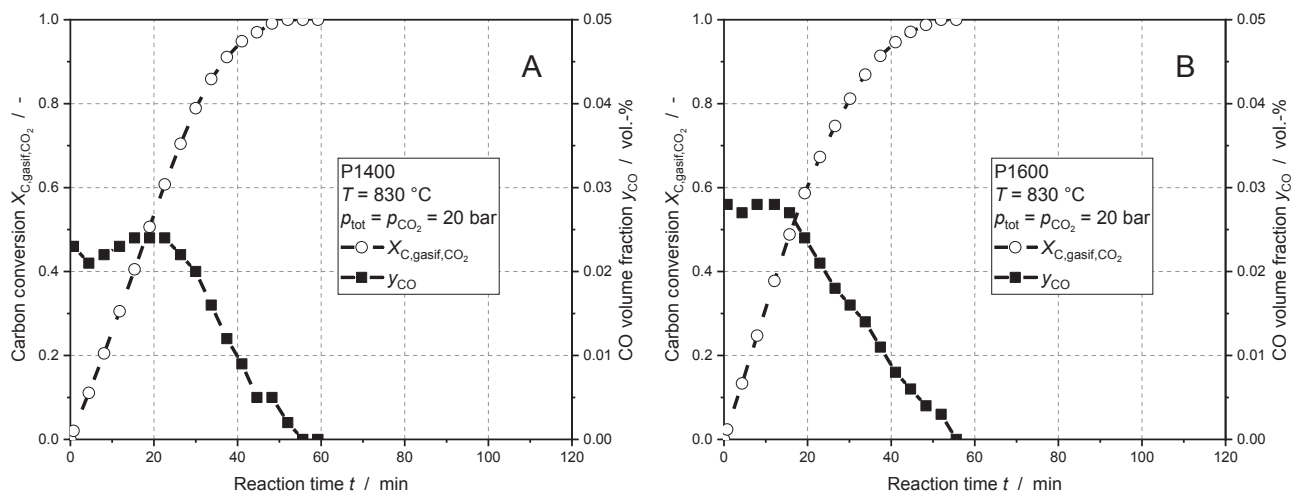 A
Carbon conversion X_C,gasif,CO₂ / -
1.0
0.8
0.6
0.4
0.2
0.0
0.05
0.04
0.03
0.02
0.01
0.00
CO volume fraction y_CO / vol.-%
P1400
T = 830 °C
p_tot = p_CO₂ = 20 bar
X_C,gasif,CO₂
y_CO
0 20 40 60 80 100 120
Reaction time t / min
B
Carbon conversion X_C,gasif,CO₂ / -
1.0
0.8
0.6
0.4
0.2
0.0
0.05
0.04
0.03
0.02
0.01
0.00
CO volume fraction y_CO / vol.-%
P1600
T = 830 °C
p_tot = p_CO₂ = 20 bar
X_C,gasif,CO₂
y_CO
0 20 40 60 80 100 120
Reaction time t / min